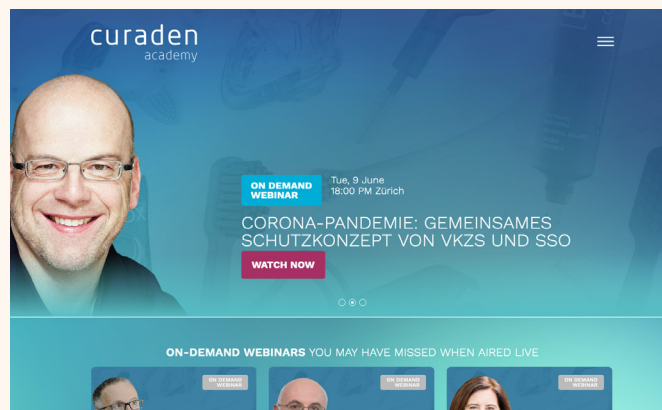 curaden
academy
ON DEMAND
WEBINAR
Tue, 9 June
18:00 PM Zürich
CORONA-PANDEMIE: GEMEINSAMES
SCHUTZKONZEPT VON VKZS UND SSO
WATCH NOW
ON-DEMAND WEBINARS YOU MAY HAVE MISSED WHEN AIRED LIVE
ON DEMAND
WEBINAR
ON DEMAND
WEBINAR
ON DEMAND
WEBINAR